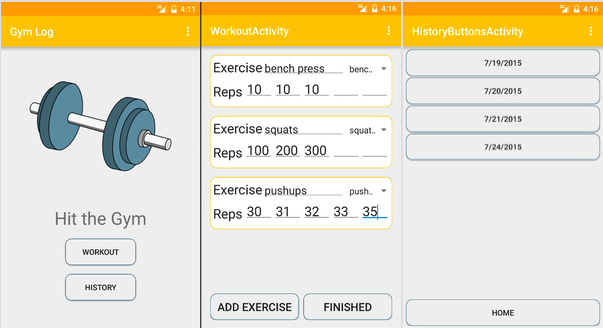 4:11
Gym Log
Hit the Gym
WORKOUT
HISTORY
4:16
WorkoutActivity
Exercise bench press benc..
Reps 10 10 10
Exercise squats squat..
Reps 100 200 300
Exercise pushups push..
Reps 30 31 32 33 35
ADD EXERCISE FINISHED
4:16
HistoryButtonsActivity
7/19/2015
7/20/2015
7/21/2015
7/24/2015
HOME